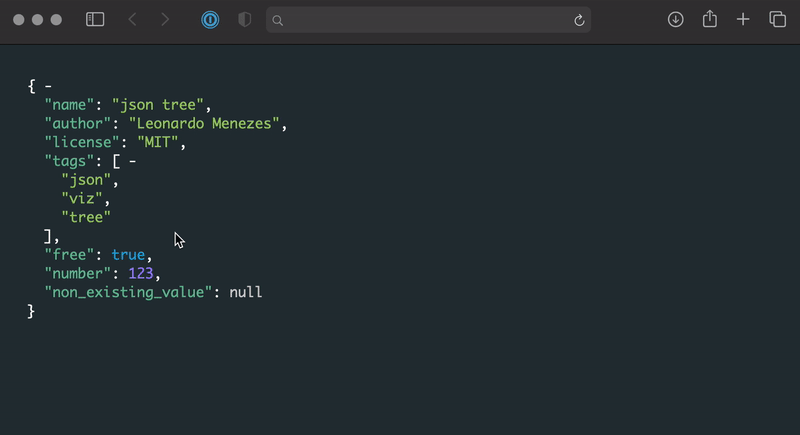 { -
"name": "json tree",
"author": "Leonardo Menezes",
"license": "MIT",
"tags": [ -
"json",
"viz",
"tree"
],
"free": true,
"number": 123,
"non_existing_value": null
}